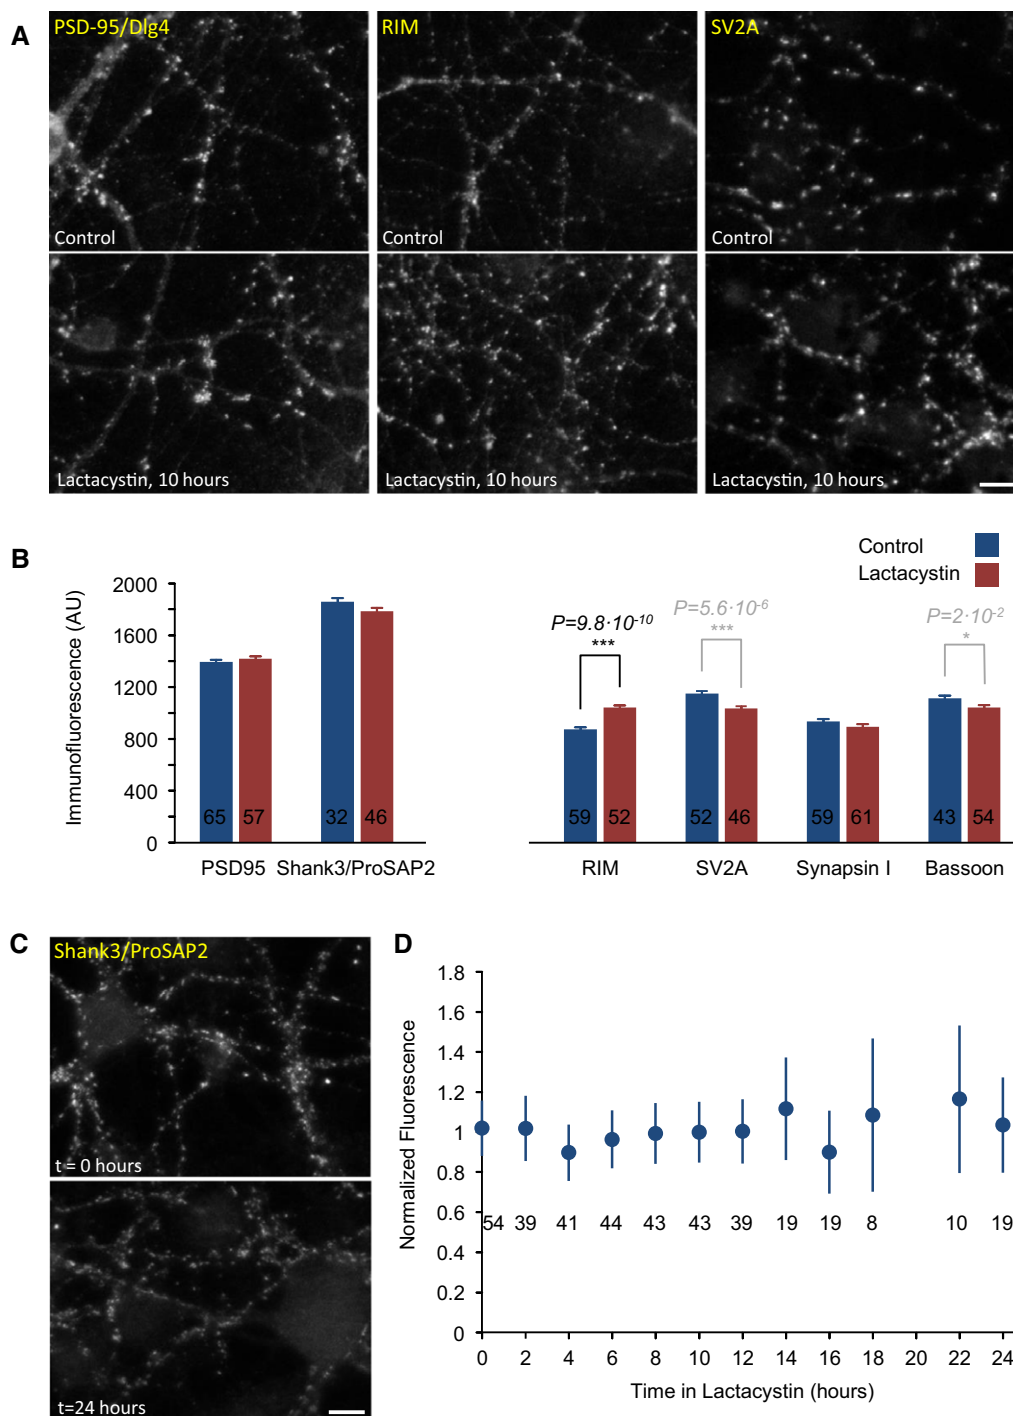 A
PSD-95/Dlg4
RIM
SV2A
Control
Control
Control
Lactacystin, 10 hours
Lactacystin, 10 hours
Lactacystin, 10 hours
B
Control
Lactacystin
Immunofluorescence (AU)
2000
1600
1200
800
400
0
P=9.8·10-10
***
P=5.6·10-6
***
P=2·10-2
*
65 57 32 46 59 52 52 46 59 61 43 54
PSD95 Shank3/ProSAP2 RIM SV2A Synapsin I Bassoon
C
Shank3/ProSAP2
t = 0 hours
t=24 hours
D
Normalized Fluorescence
1.8
1.6
1.4
1.2
1
0.8
0.6
0.4
0.2
0
54 39 41 44 43 43 39 19 19 8 10 19
0 2 4 6 8 10 12 14 16 18 20 22 24
Time in Lactacystin (hours)